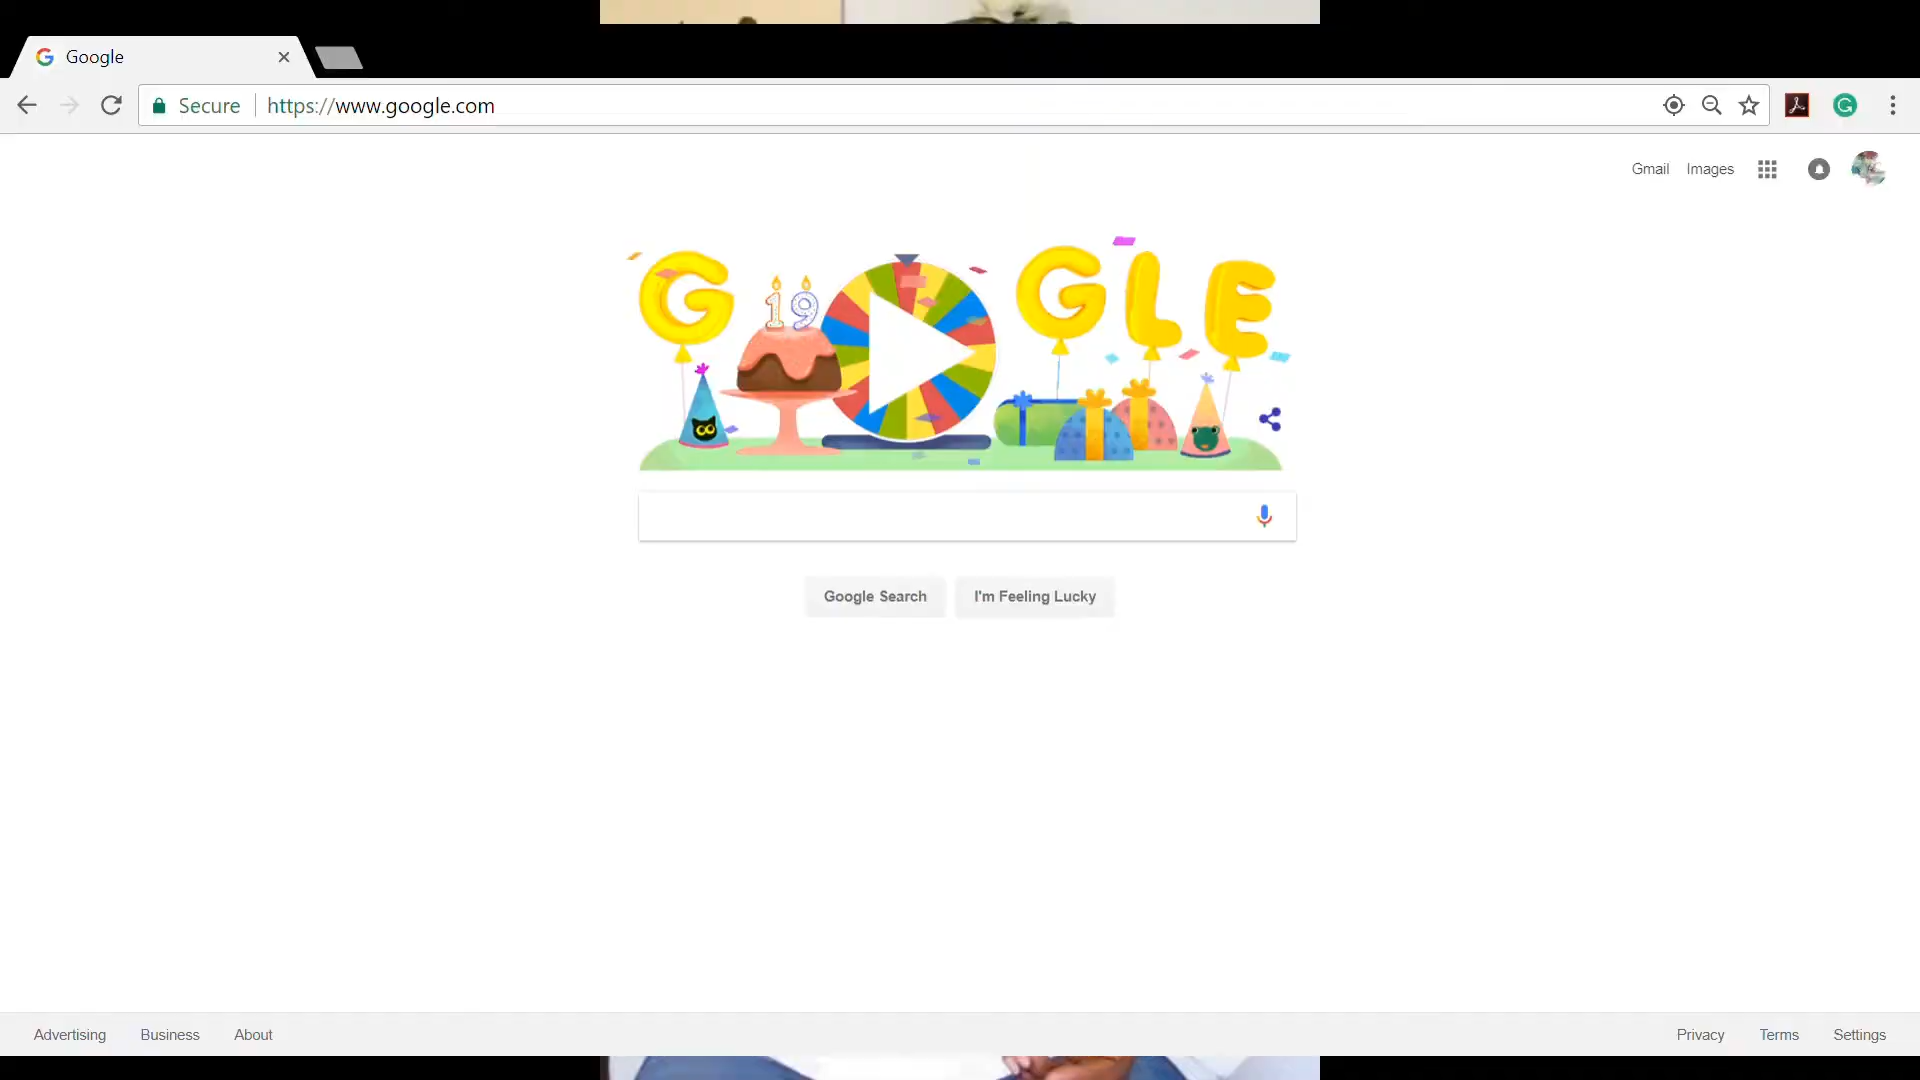 Google
Secure https://www.google.com
Gmail Images
G 19 GLE
Google Search I'm Feeling Lucky
Advertising Business About Privacy Terms Settings